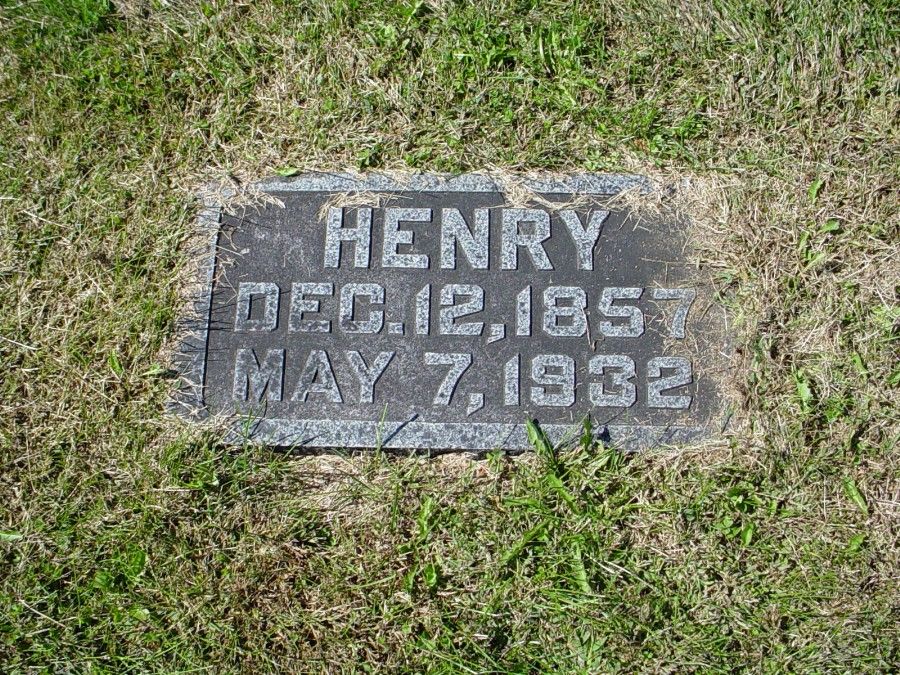 HENRY
DEC. 12, 1857
MAY 7, 1932